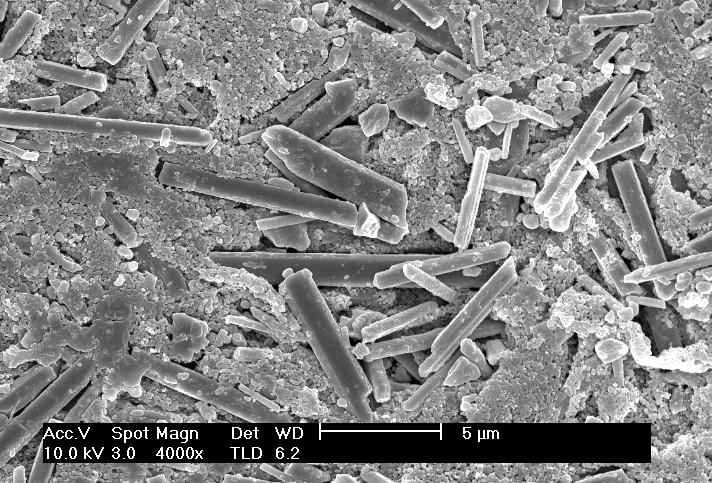 Acc.V Spot Magn Det WD 5 µm
10.0 kV 3.0 4000x TLD 6.2